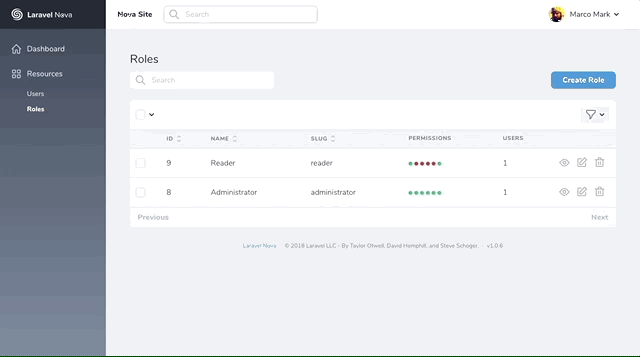 Laravel Nova
Nova Site
Search
Marco Mark
Dashboard
Resources
Users
Roles
Roles
Search
Create Role
ID
NAME
SLUG
PERMISSIONS
USERS
9
Reader
reader
1
8
Administrator
administrator
1
Previous
Next
Laravel Nova © 2018 Laravel LLC - By Taylor Otwell, David Hemphill, and Steve Schoger. · v1.0.6